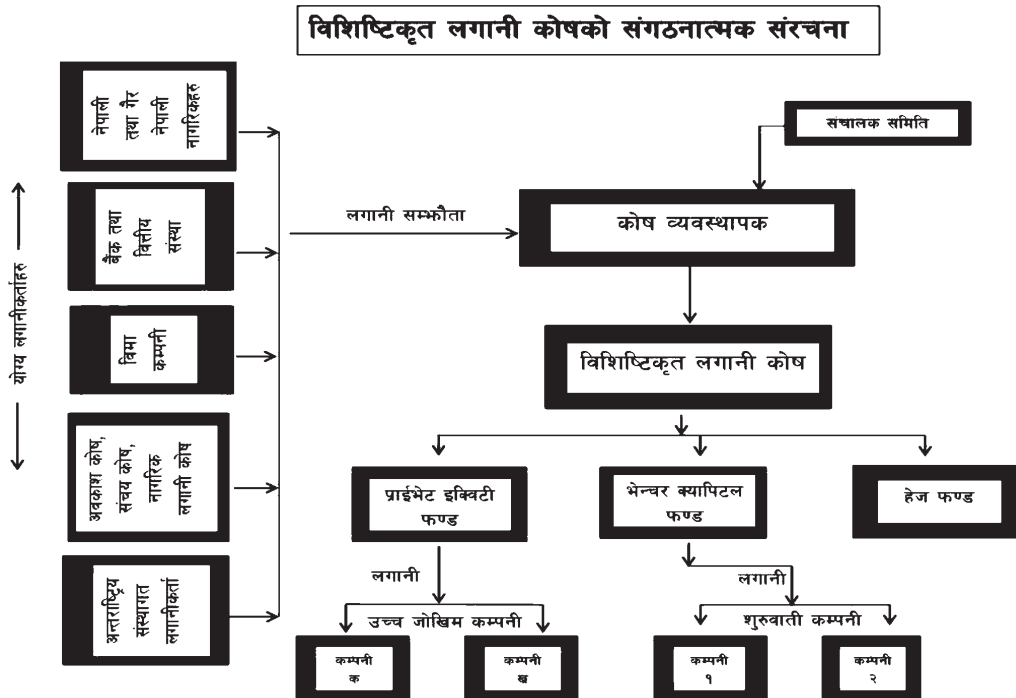 विशिष्टिकृत लगानी कोषको संगठनात्मक संरचना
योग्य लगानीकर्ताहरु
नेपाली
तथा गैर
नेपाली
नागरिकहरु
बैंक तथा
वित्तीय
संस्था
विमा
कम्पनी
अवकाश कोष,
संचय कोष,
नागरिक
लगानी कोष
अन्तराष्ट्रिय
संस्थागत
लगानीकर्ता
लगानी सम्झौता
संचालक समिति
कोष व्यवस्थापक
विशिष्टिकृत लगानी कोष
प्राईभेट इक्विटी
फण्ड
भेन्चर क्यापिटल
फण्ड
हेज फण्ड
लगानी
लगानी
उच्च जोखिम कम्पनी
शुरुवाती कम्पनी
कम्पनी
क
कम्पनी
ख
कम्पनी
१
कम्पनी
२